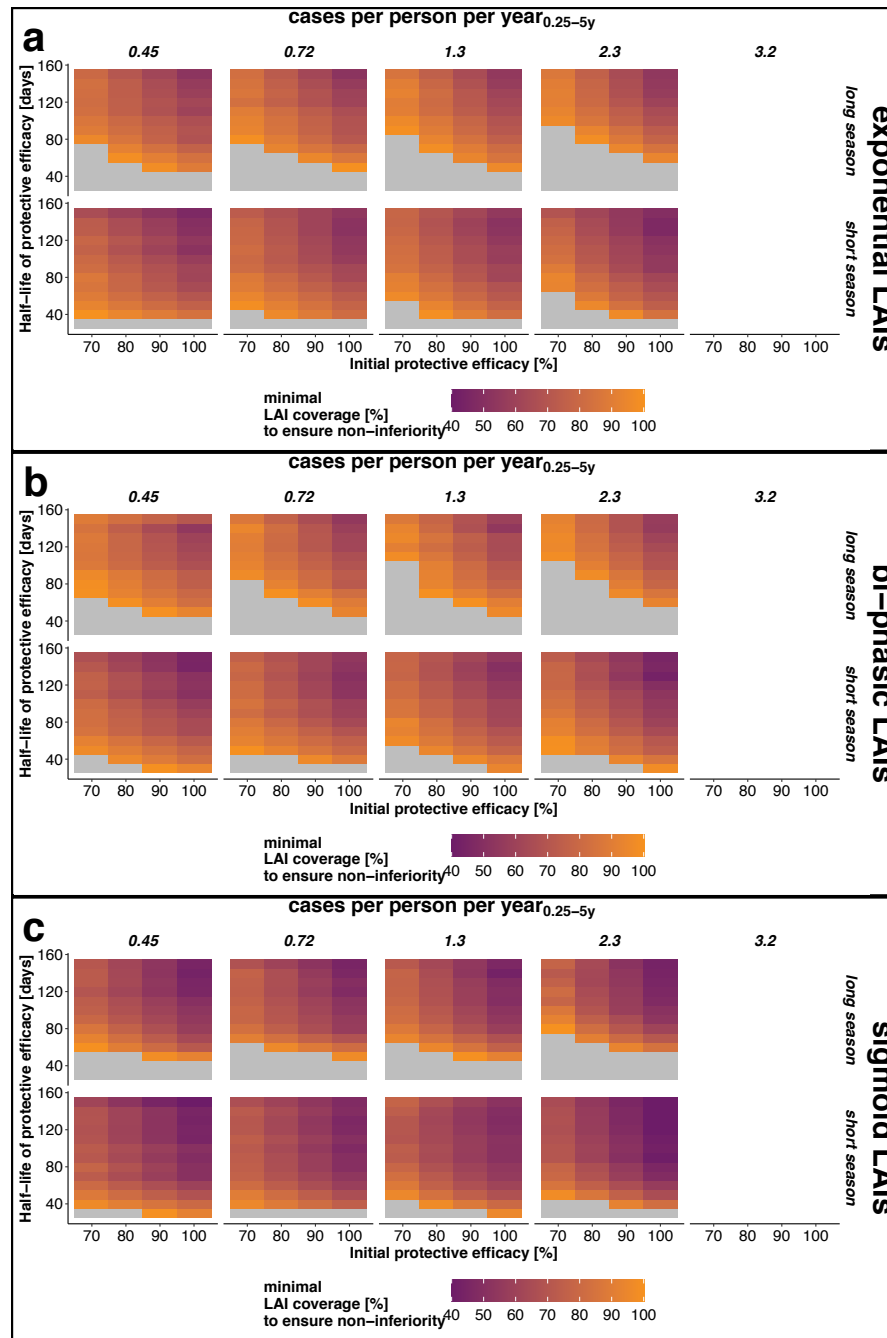 cases per person per year0.25−5y
a
0.45 0.72 1.3 2.3 3.2
Half−life of protective efficacy [days]
160
120
80
40
long season
160
120
80
40
short season
exponential LAIs
70 80 90 100 70 80 90 100 70 80 90 100 70 80 90 100 70 80 90 100
Initial protective efficacy [%]
minimal
LAI coverage [%]
to ensure non−inferiority
40 50 60 70 80 90 100
cases per person per year0.25−5y
b
0.45 0.72 1.3 2.3 3.2
Half−life of protective efficacy [days]
160
120
80
40
long season
160
120
80
40
short season
bi−phasic LAIs
70 80 90 100 70 80 90 100 70 80 90 100 70 80 90 100 70 80 90 100
Initial protective efficacy [%]
minimal
LAI coverage [%]
to ensure non−inferiority
40 50 60 70 80 90 100
cases per person per year0.25−5y
c
0.45 0.72 1.3 2.3 3.2
Half−life of protective efficacy [days]
160
120
80
40
long season
160
120
80
40
short season
sigmoid LAIs
70 80 90 100 70 80 90 100 70 80 90 100 70 80 90 100 70 80 90 100
Initial protective efficacy [%]
minimal
LAI coverage [%]
to ensure non−inferiority
40 50 60 70 80 90 100